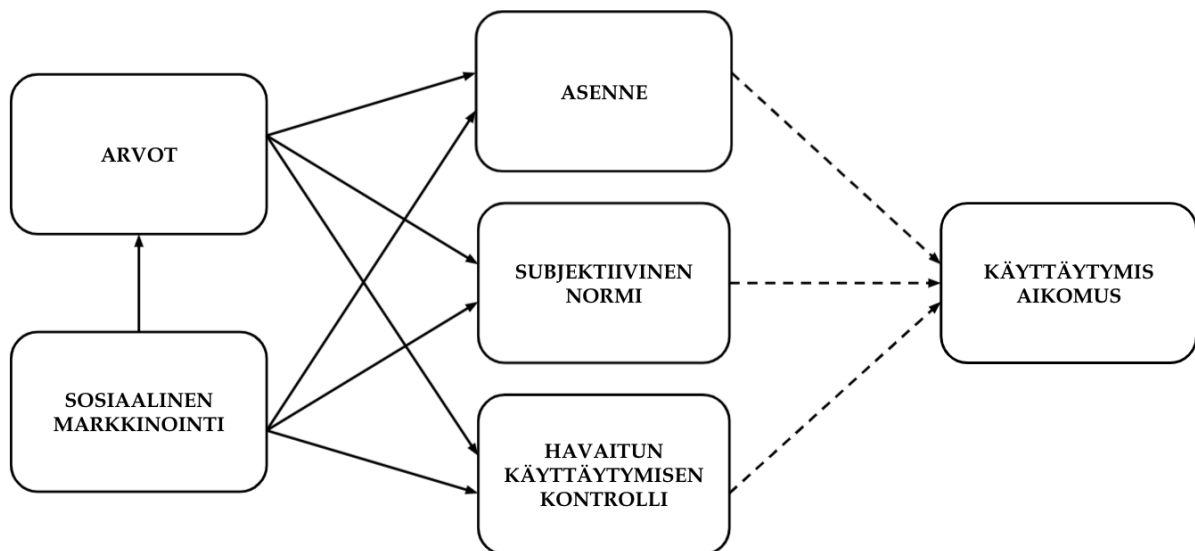 ARVOT
SOSIAALINEN
MARKKINOINTI
ASENNE
SUBJEKTIIVINEN
NORMI
HAVAITUN
KÄYTTÄYTYMISEN
KONTROLLI
KÄYTTÄYTYMIS
AIKOMUS